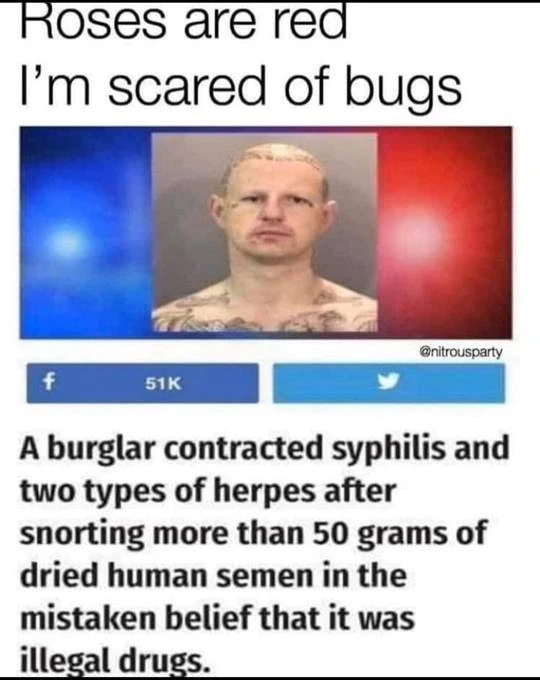 Roses are red
I'm scared of bugs
@nitrousparty
f 51K
A burglar contracted syphilis and
two types of herpes after
snorting more than 50 grams of
dried human semen in the
mistaken belief that it was
illegal drugs.